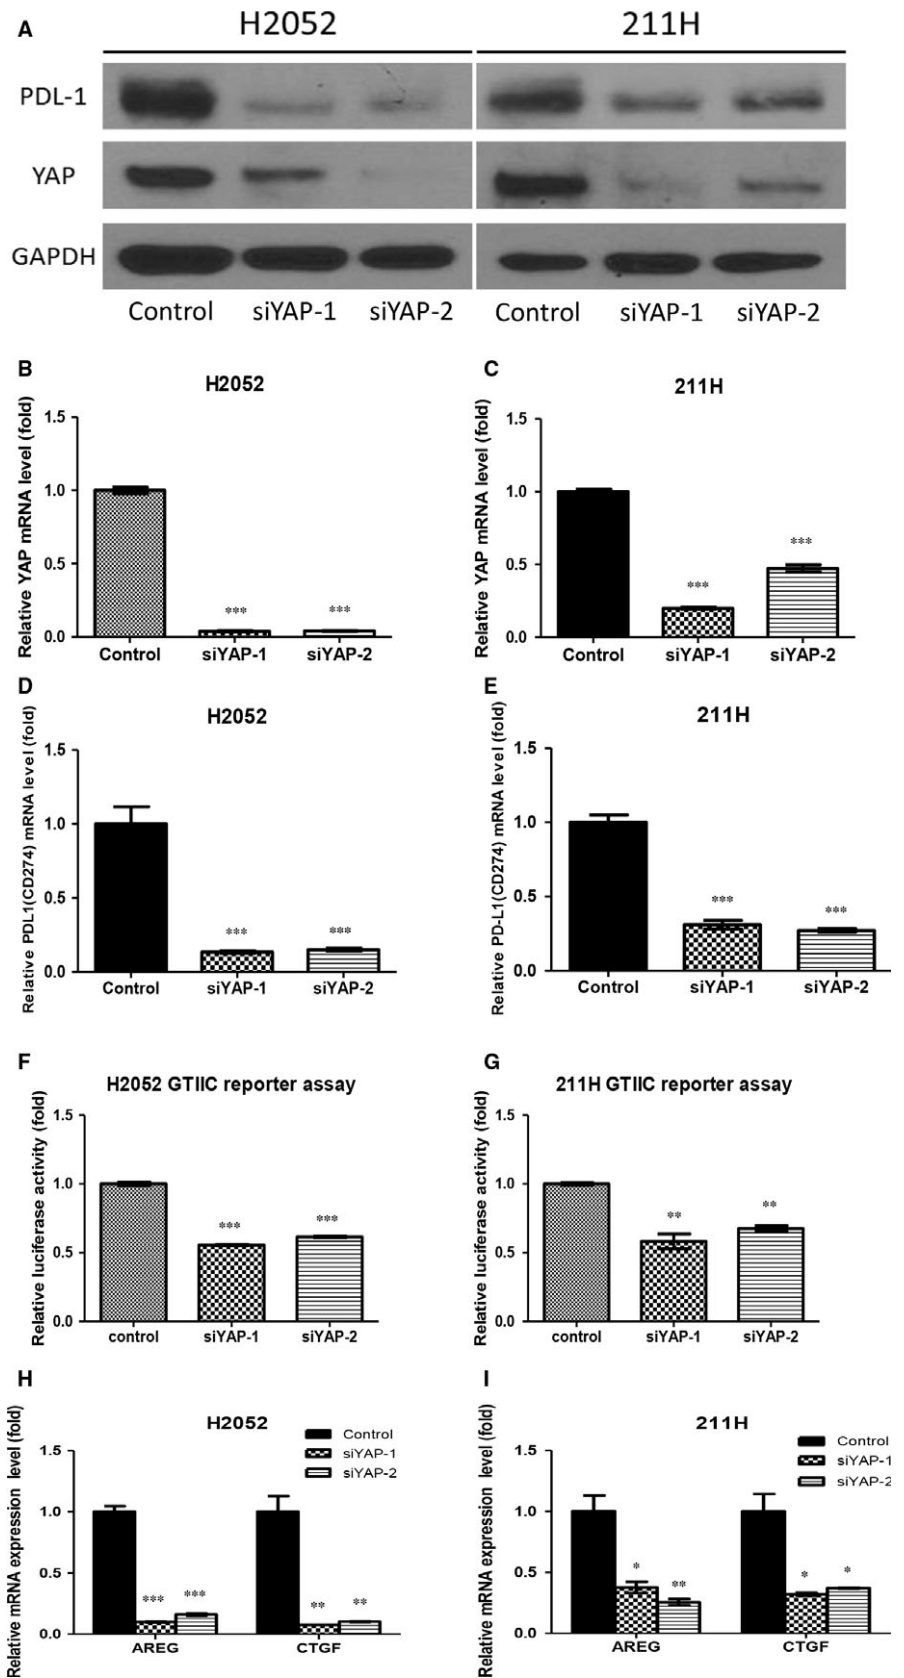 A
H2052
211H
PDL-1
YAP
GAPDH
Control siYAP-1 siYAP-2 Control siYAP-1 siYAP-2
B
H2052
Relative YAP mRNA level (fold)
1.5
1.0
0.5
0.0
***
***
Control siYAP-1 siYAP-2
C
211H
Relative YAP mRNA level (fold)
1.5
1.0
0.5
0.0
***
***
Control siYAP-1 siYAP-2
D
H2052
Relative PDL1(CD274) mRNA level (fold)
1.5
1.0
0.5
0.0
***
***
Control siYAP-1 siYAP-2
E
211H
Relative PD-L1(CD274) mRNA level (fold)
1.5
1.0
0.5
0.0
***
***
Control siYAP-1 siYAP-2
F
H2052 GTIIC reporter assay
Relative luciferase activity (fold)
1.5
1.0
0.5
0.0
***
***
control siYAP-1 siYAP-2
G
211H GTIIC reporter assay
Relative luciferase activity (fold)
1.5
1.0
0.5
0.0
**
**
control siYAP-1 siYAP-2
H
H2052
Control
siYAP-1
siYAP-2
Relative mRNA expression level (fold)
1.5
1.0
0.5
0.0
***
***
**
**
AREG CTGF
I
211H
Control
siYAP-1
siYAP-2
Relative mRNA expression level (fold)
1.5
1.0
0.5
0.0
*
**
*
*
AREG CTGF